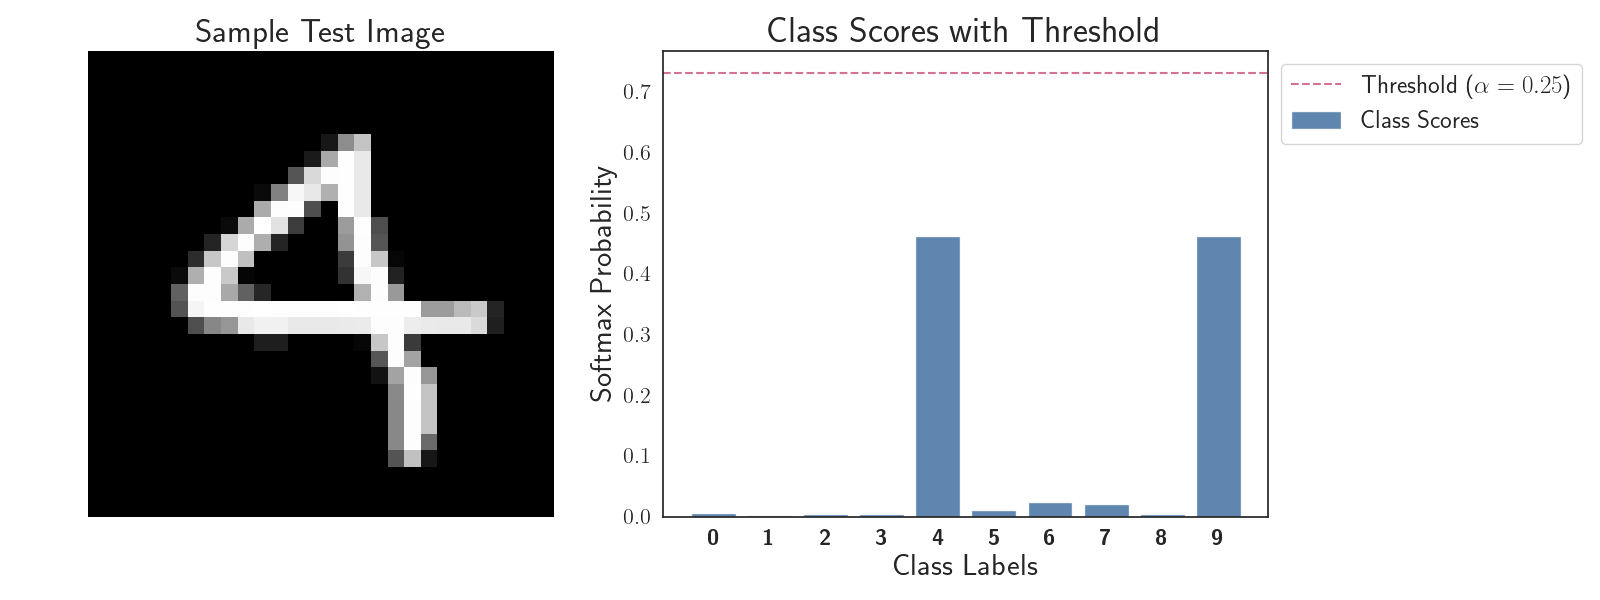 Sample Test Image
4
Class Scores with Threshold
Softmax Probability
0.7
0.6
0.5
0.4
0.3
0.2
0.1
0.0
0 1 2 3 4 5 6 7 8 9
Class Labels
Threshold (α = 0.25)
Class Scores